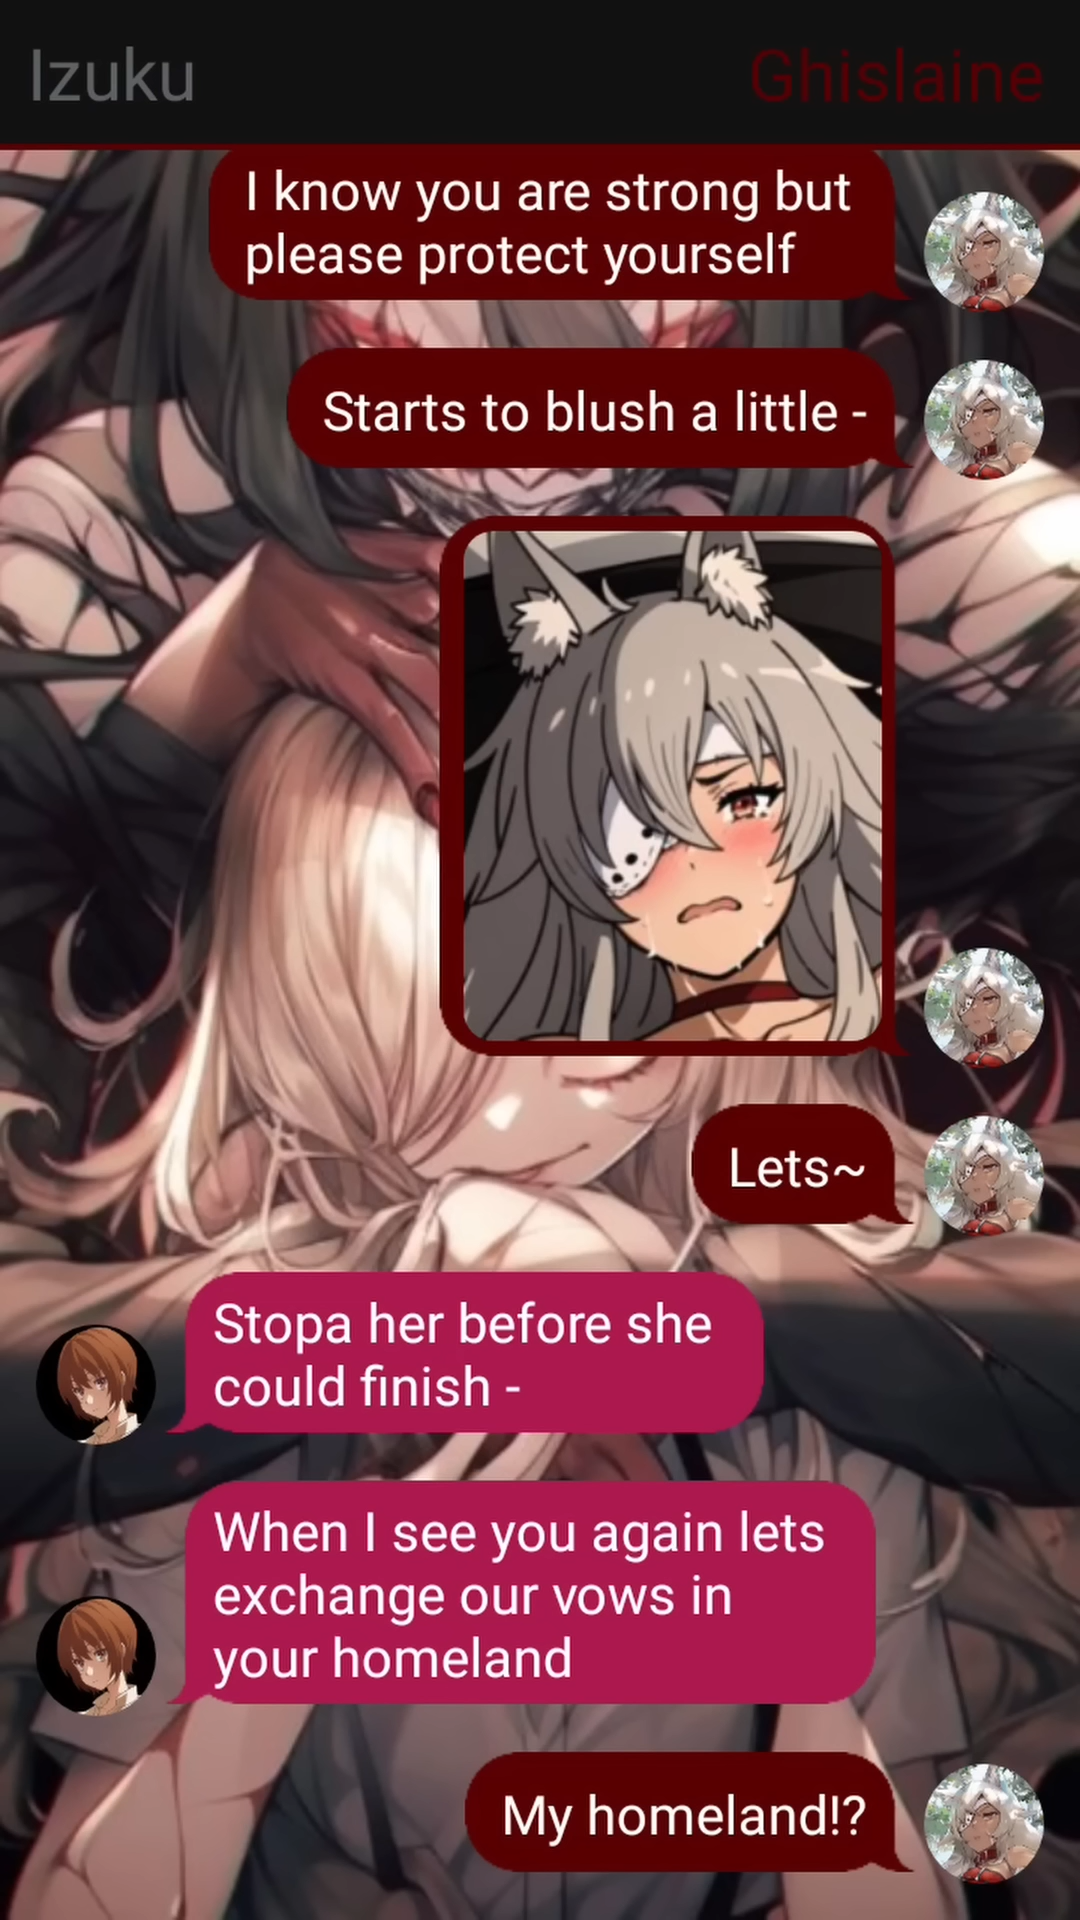 Izuku
Ghislaine
I know you are strong but
please protect yourself
Starts to blush a little -
Lets~
Stopa her before she
could finish -
When I see you again lets
exchange our vows in
your homeland
My homeland!?